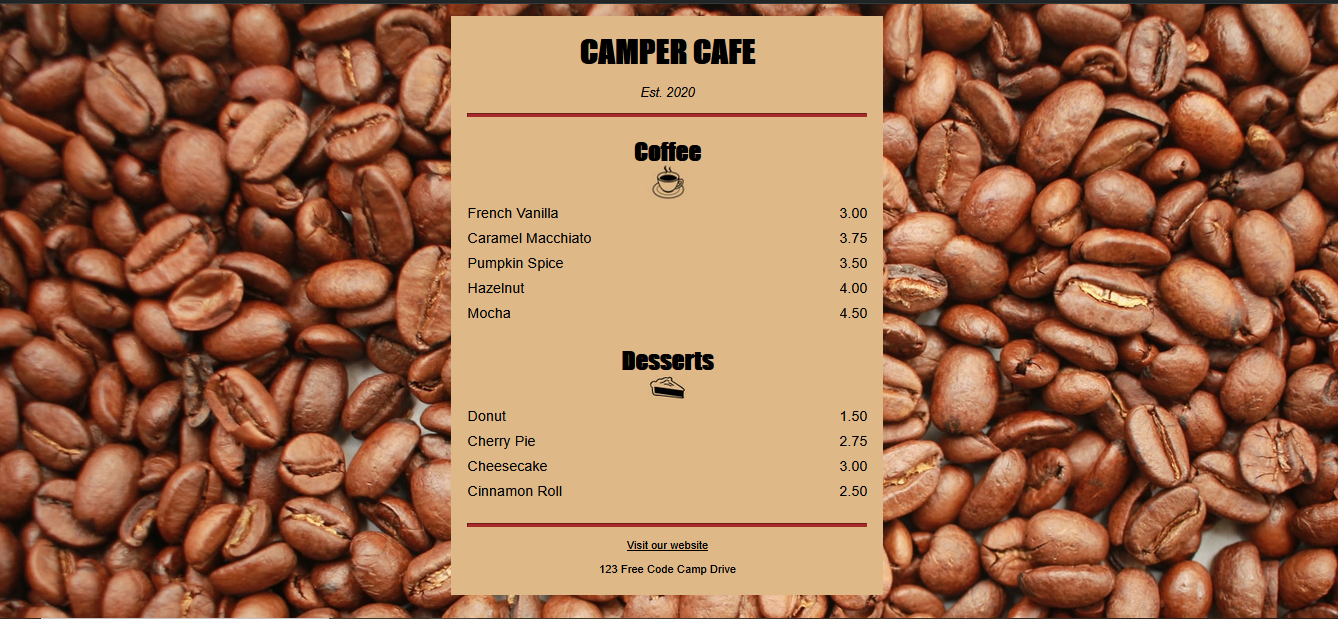 CAMPER CAFE
Est. 2020
Coffee
French Vanilla 3.00
Caramel Macchiato 3.75
Pumpkin Spice 3.50
Hazelnut 4.00
Mocha 4.50
Desserts
Donut 1.50
Cherry Pie 2.75
Cheesecake 3.00
Cinnamon Roll 2.50
Visit our website
123 Free Code Camp Drive